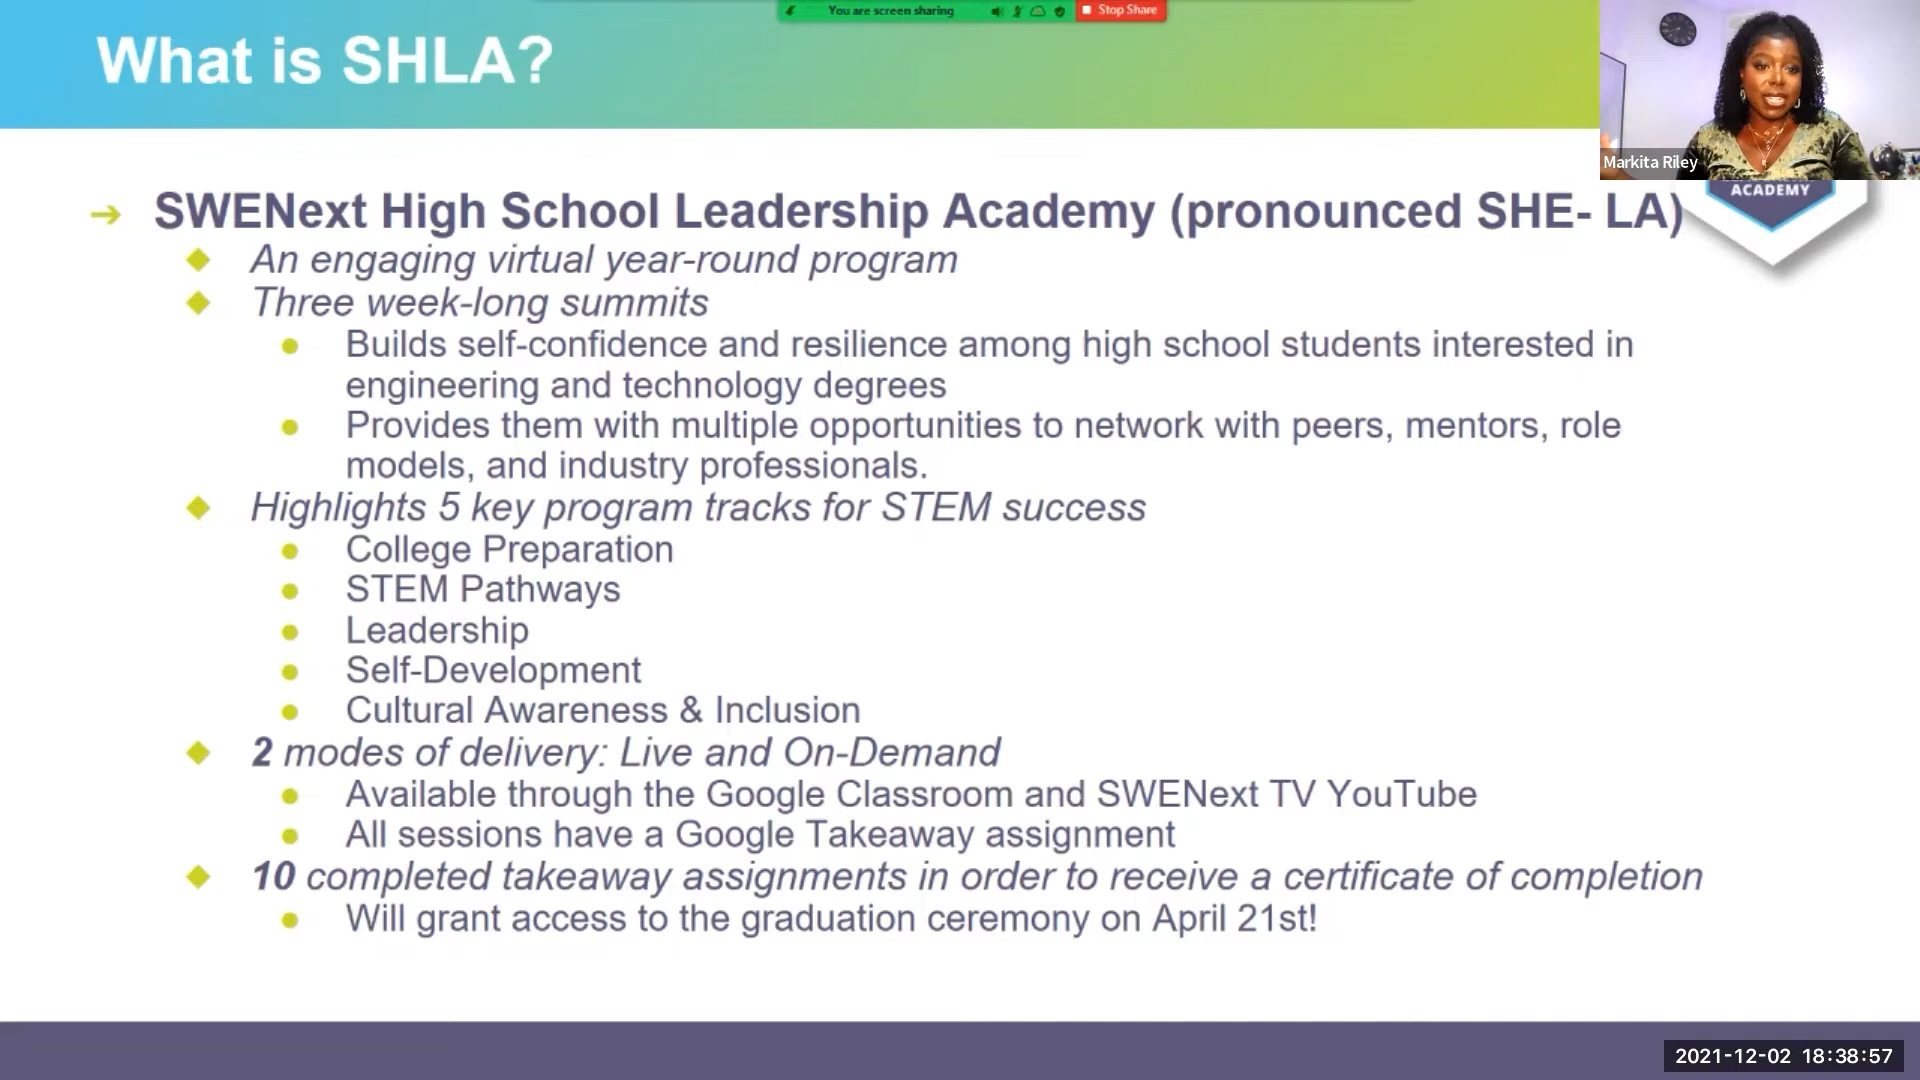 You are screen sharing
Stop Share
What is SHLA?
Markita Riley
ACADEMY
➔ SWENext High School Leadership Academy (pronounced SHE- LA)
◆ An engaging virtual year-round program
◆ Three week-long summits
● Builds self-confidence and resilience among high school students interested in
engineering and technology degrees
● Provides them with multiple opportunities to network with peers, mentors, role
models, and industry professionals.
◆ Highlights 5 key program tracks for STEM success
● College Preparation
● STEM Pathways
● Leadership
● Self-Development
● Cultural Awareness & Inclusion
◆ 2 modes of delivery: Live and On-Demand
● Available through the Google Classroom and SWENext TV YouTube
● All sessions have a Google Takeaway assignment
◆ 10 completed takeaway assignments in order to receive a certificate of completion
● Will grant access to the graduation ceremony on April 21st!
2021-12-02 18:38:57